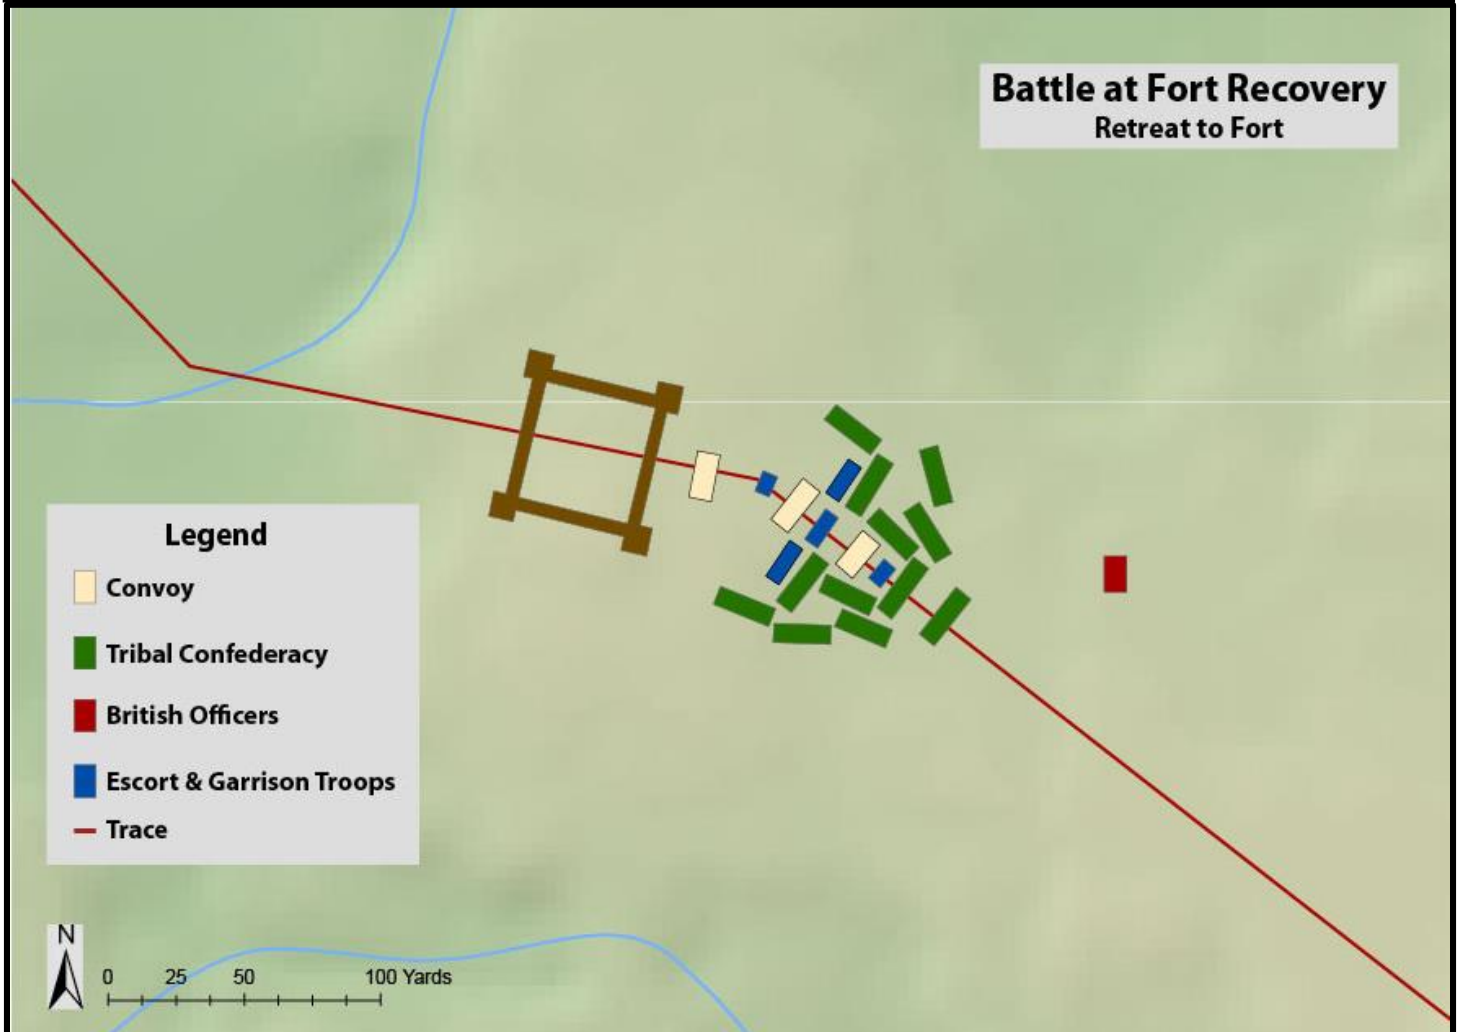 Battle at Fort Recovery
Retreat to Fort
Legend
Convoy
Tribal Confederacy
British Officers
Escort & Garrison Troops
Trace
N
0 25 50 100 Yards